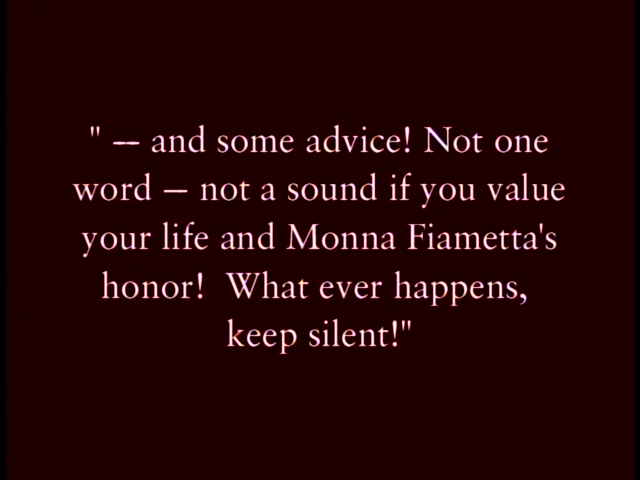 " -- and some advice! Not one
word – not a sound if you value
your life and Monna Fiametta's
honor!  What ever happens,
keep silent!"